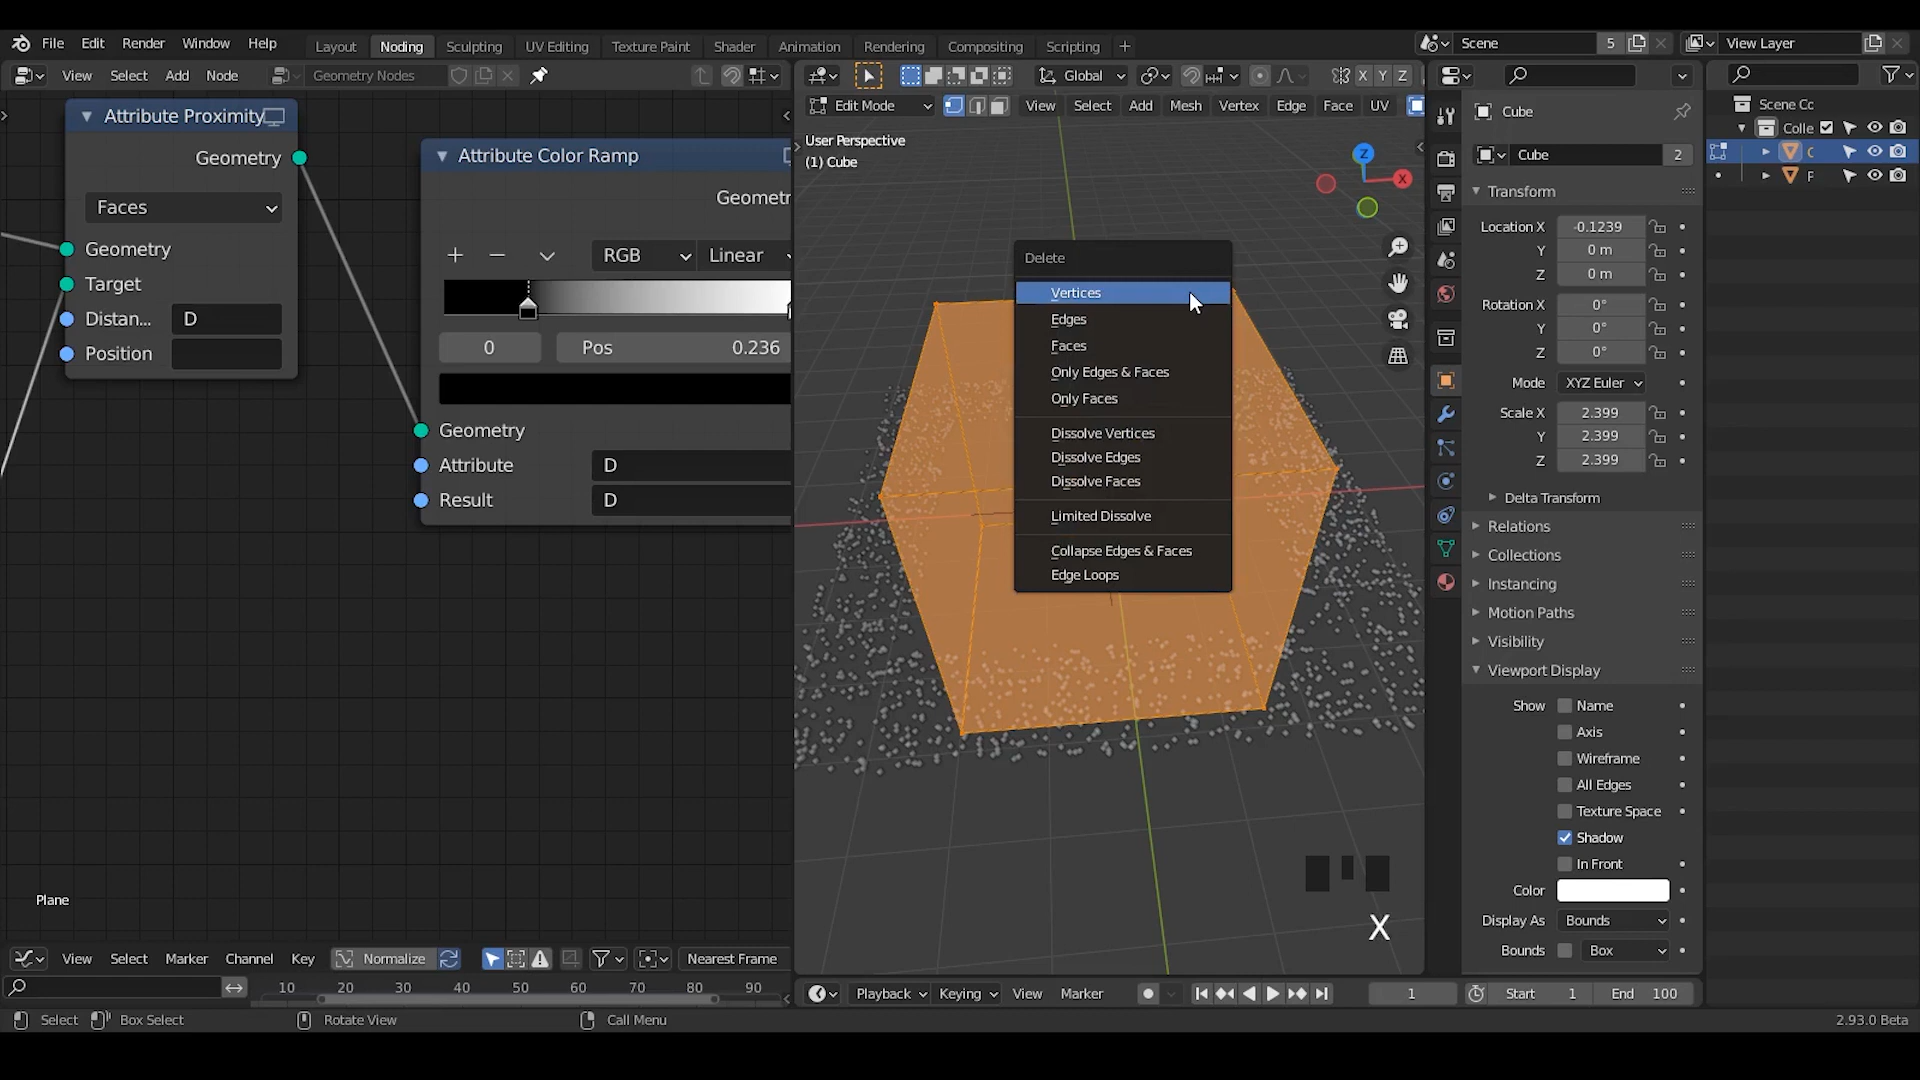 File Edit Render Window Help Layout Noding Sculpting UV Editing Texture Paint Shader Animation Rendering Compositing Scripting Scene 5 View Layer
View Select Add Node Geometry Nodes Global X Y Z
Edit Mode View Select Add Mesh Vertex Edge Face UV
Attribute Proximity
Geometry
Faces
Geometry
Target
Distan... D
Position
Attribute Color Ramp
RGB Linear
0 Pos 0.236
Geometry
Attribute D
Result D
Plane
User Perspective
(1) Cube
Z
X
Delete
Vertices
Edges
Faces
Only Edges & Faces
Only Faces
Dissolve Vertices
Dissolve Edges
Dissolve Faces
Limited Dissolve
Collapse Edges & Faces
Edge Loops
X
Cube
Cube 2
Transform
Location X -0.1239
Y 0 m
Z 0 m
Rotation X 0°
Y 0°
Z 0°
Mode XYZ Euler
Scale X 2.399
Y 2.399
Z 2.399
Delta Transform
Relations
Collections
Instancing
Motion Paths
Visibility
Viewport Display
Show Name
Axis
Wireframe
All Edges
Texture Space
Shadow
In Front
Color
Display As Bounds
Bounds Box
Scene Cc
Colle
View Select Marker Channel Key Normalize Nearest Frame
10 20 30 40 50 60 70 80 90
Playback Keying View Marker 1 Start 1 End 100
Select Box Select Rotate View Call Menu 2.93.0 Beta